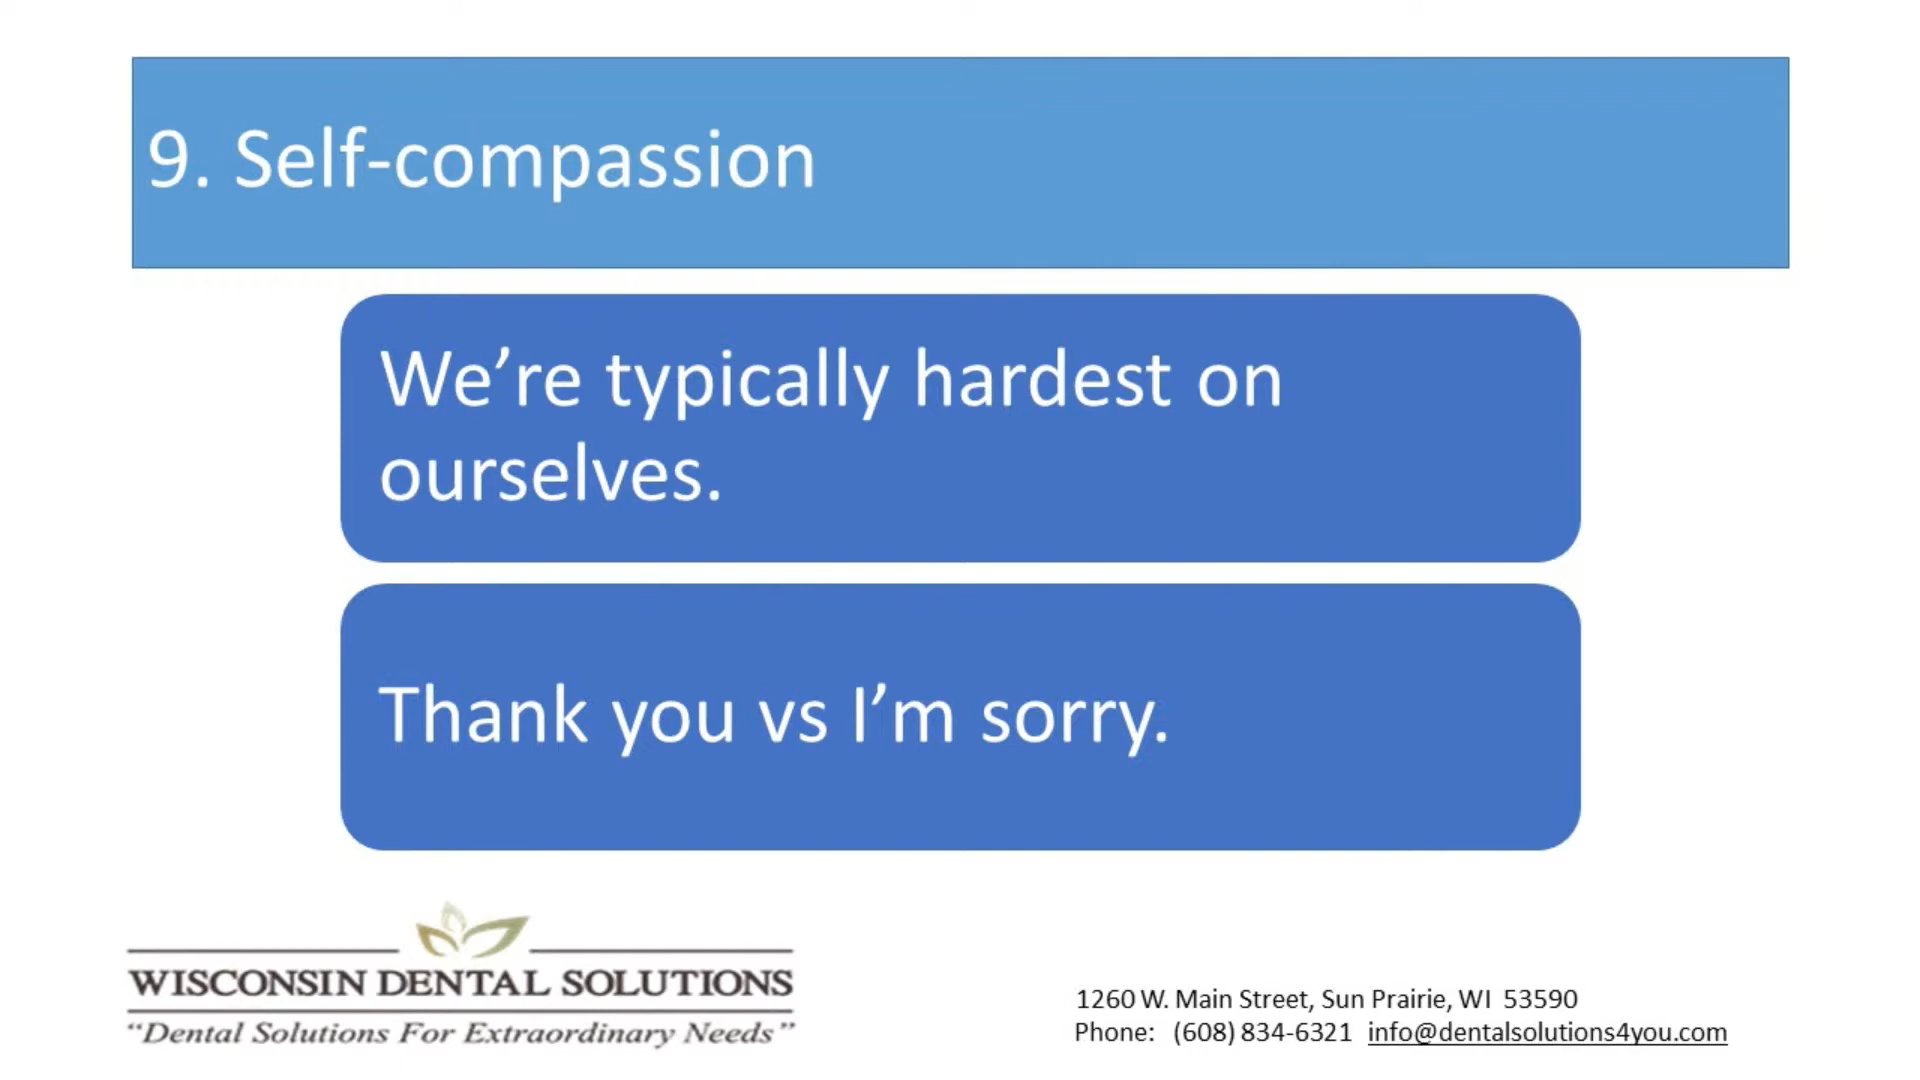 9. Self-compassion
We’re typically hardest on
ourselves.
Thank you vs I’m sorry.
WISCONSIN DENTAL SOLUTIONS
“Dental Solutions For Extraordinary Needs”
1260 W. Main Street, Sun Prairie, WI 53590
Phone: (608) 834-6321 info@dentalsolutions4you.com